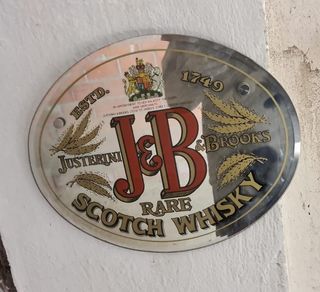 ESTD. 1749
JUSTERINI & BROOKS
J&B
RARE
SCOTCH WHISKY